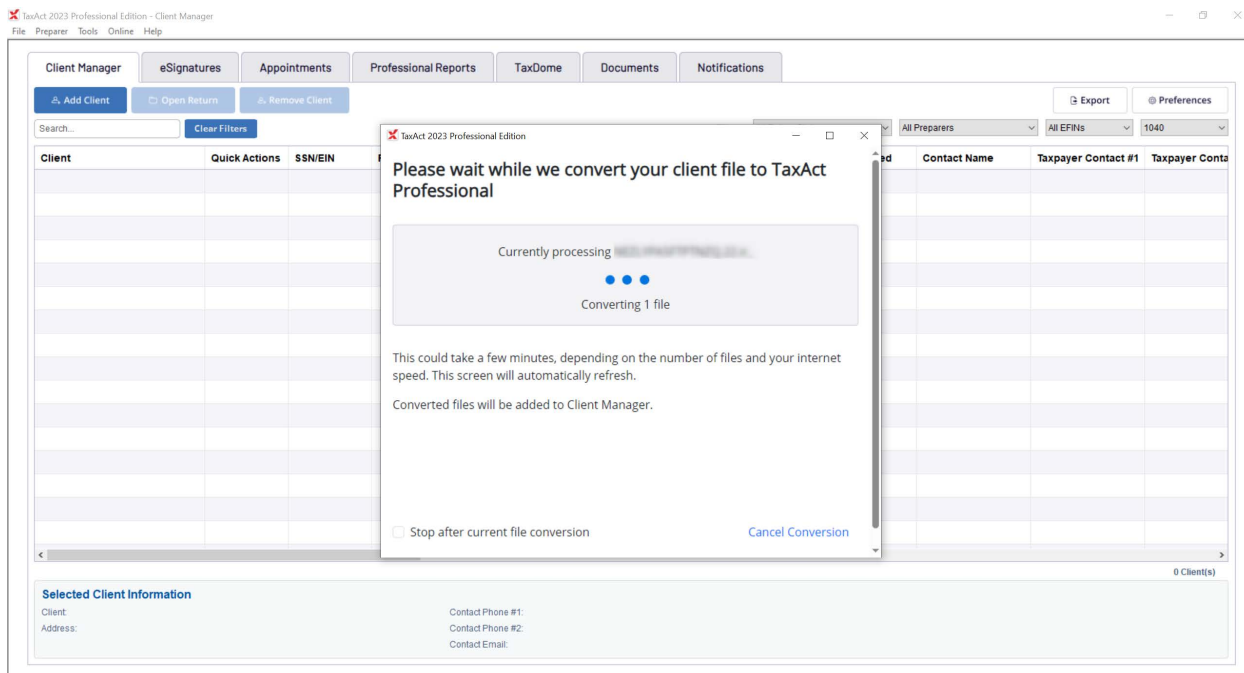 TaxAct 2023 Professional Edition - Client Manager
File Preparer Tools Online Help
Client Manager eSignatures Appointments Professional Reports TaxDome Documents Notifications
Add Client Open Return Remove Client Export Preferences
Search... Clear Filters All Preparers All EFINs 1040
Client Quick Actions SSN/EIN Contact Name Taxpayer Contact #1 Taxpayer Conta
TaxAct 2023 Professional Edition
Please wait while we convert your client file to TaxAct
Professional
Currently processing
Converting 1 file
This could take a few minutes, depending on the number of files and your internet
speed. This screen will automatically refresh.
Converted files will be added to Client Manager.
Stop after current file conversion Cancel Conversion
0 Client(s)
Selected Client Information
Client: Contact Phone #1:
Address: Contact Phone #2:
Contact Email: